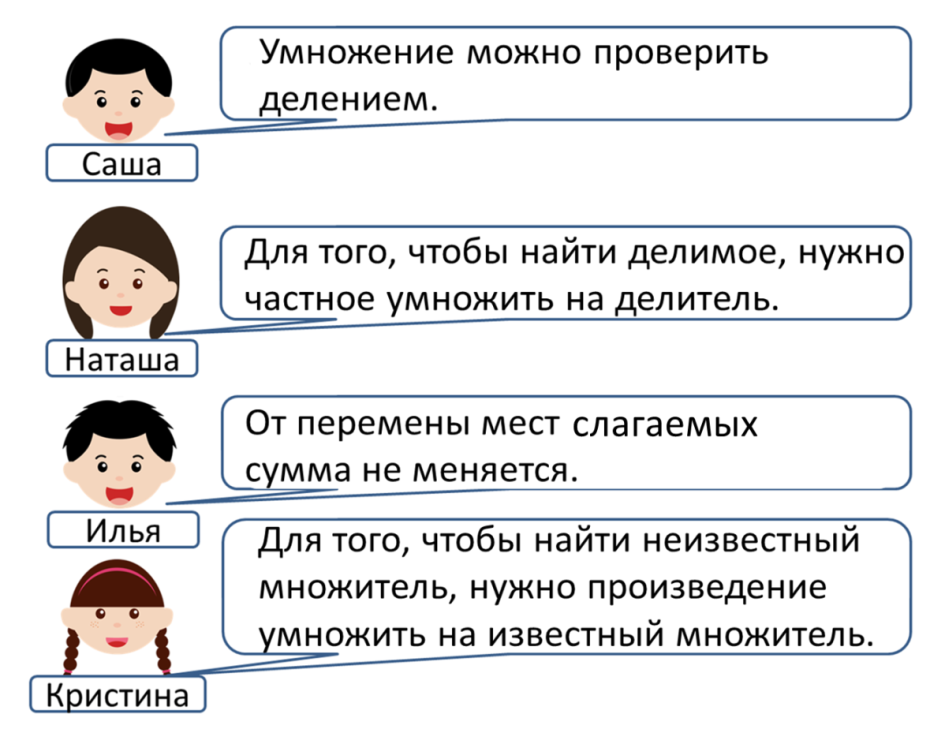 Умножение можно проверить
делением.
Саша
Для того, чтобы найти делимое, нужно
частное умножить на делитель.
Наташа
От перемены мест слагаемых
сумма не меняется.
Илья
Для того, чтобы найти неизвестный
множитель, нужно произведение
умножить на известный множитель.
Кристина